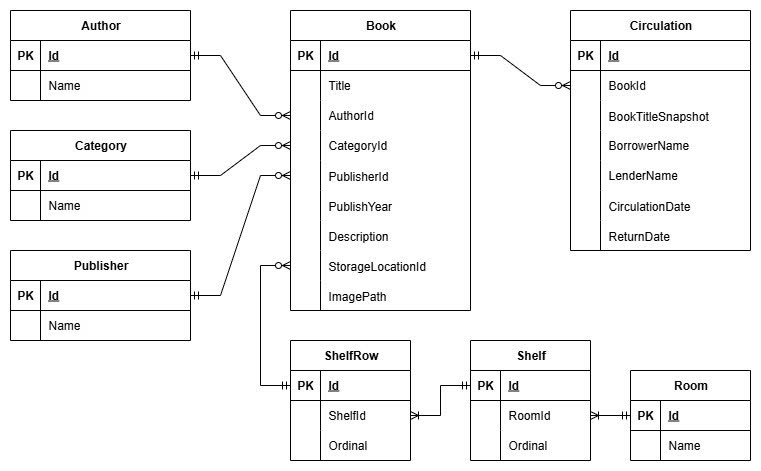 Author
PK Id
Name
Category
PK Id
Name
Publisher
PK Id
Name
Book
PK Id
Title
AuthorId
CategoryId
PublisherId
PublishYear
Description
StorageLocationId
ImagePath
Circulation
PK Id
BookId
BookTitleSnapshot
BorrowerName
LenderName
CirculationDate
ReturnDate
ShelfRow
PK Id
ShelfId
Ordinal
Shelf
PK Id
RoomId
Ordinal
Room
PK Id
Name